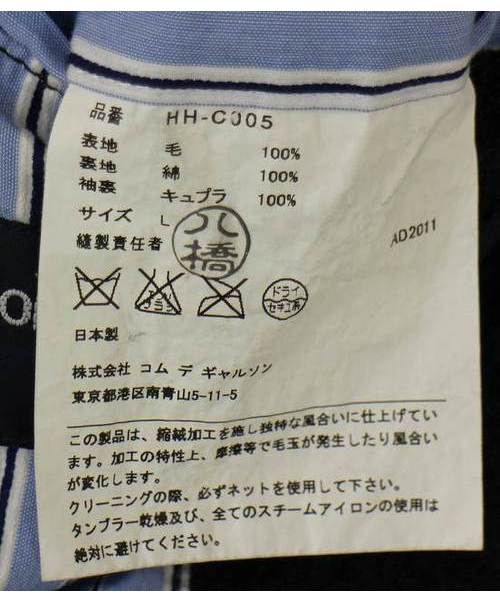 品番 HH-C005
表地 毛 100%
裏地 綿 100%
袖裏 キュプラ 100%
サイズ L
縫製責任者 八橋
AD2011
ドライ
セキユ系
日本製
株式会社 コム デ ギャルソン
東京都港区南青山5-11-5
この製品は、縮絨加工を施し独特な風合いに仕上げてい
ます。加工の特性上、摩擦等で毛玉が発生したり風合い
が変化します。
クリーニングの際、必ずネットを使用して下さい。
タンブラー乾燥及び、全てのスチームアイロンの使用は
絶対に避けてください。